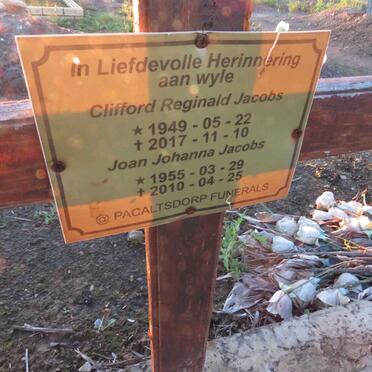 In Liefdevolle Herinnering
aan wyle
Clifford Reginald Jacobs
★ 1949 - 05 - 22
✝ 2017 - 11 - 10
Joan Johanna Jacobs
★ 1955 - 03 - 29
✝ 2010 - 04 - 25
@ PACALTSDORP FUNERALS